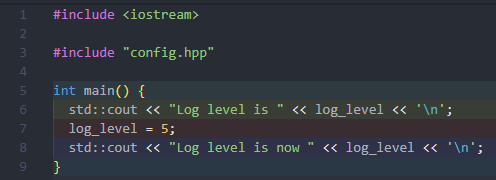 1 #include <iostream>
2
3 #include "config.hpp"
4
5 int main() {
6   std::cout << "Log level is " << log_level << '\n';
7   log_level = 5;
8   std::cout << "Log level is now " << log_level << '\n';
9 }